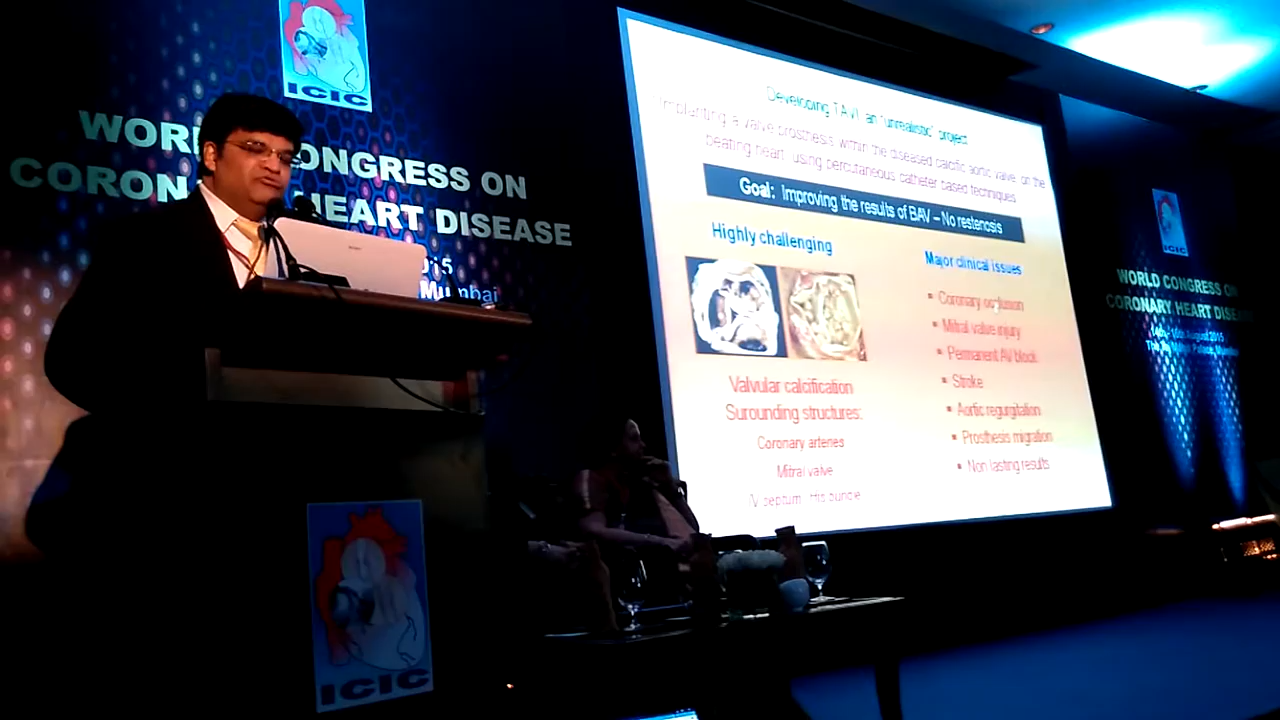 ICIC
WORL CONGRESS ON
CORON HEART DISEASE
Mumbai
Developing TAVI: an "unrealistic" project
Implanting a valve prosthesis within the diseased calcific aortic valve, on the
beating heart, using percutaneous catheter based techniques
Goal: Improving the results of BAV – No restenosis
Highly challenging
Valvular calcification
Surounding structures:
Coronary arteries
Mitral valve
septum
Major clinical issues
▪ Coronary occlusion
▪ Mitral valve injury
▪ Permanent AV block
▪ Stroke
▪ Aortic regurgitation
▪ Prosthesis migration
▪ Non lasting results
ICIC
WORLD CONGRESS ON
CORONARY HEART DISEASE
August 2015
ICIC